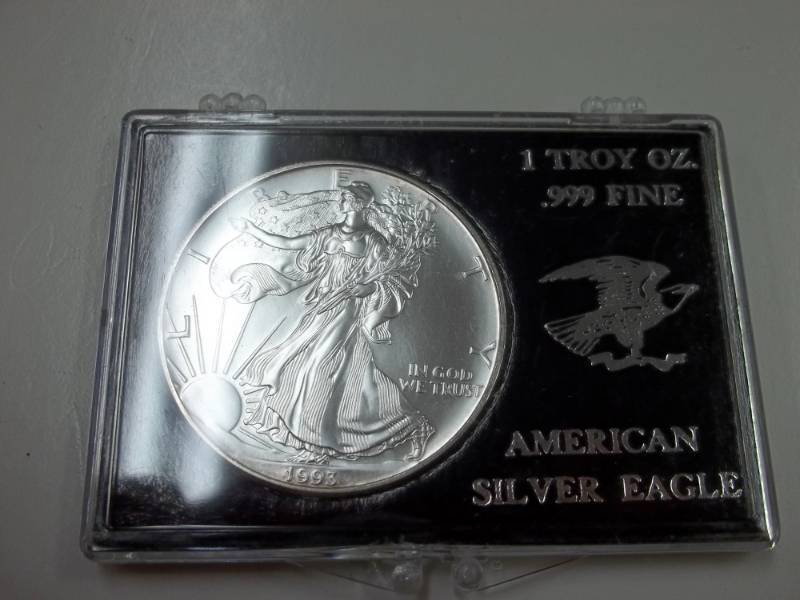 LIBERTY
IN GOD
WE TRUST
1993
1 TROY OZ.
.999 FINE
AMERICAN
SILVER EAGLE